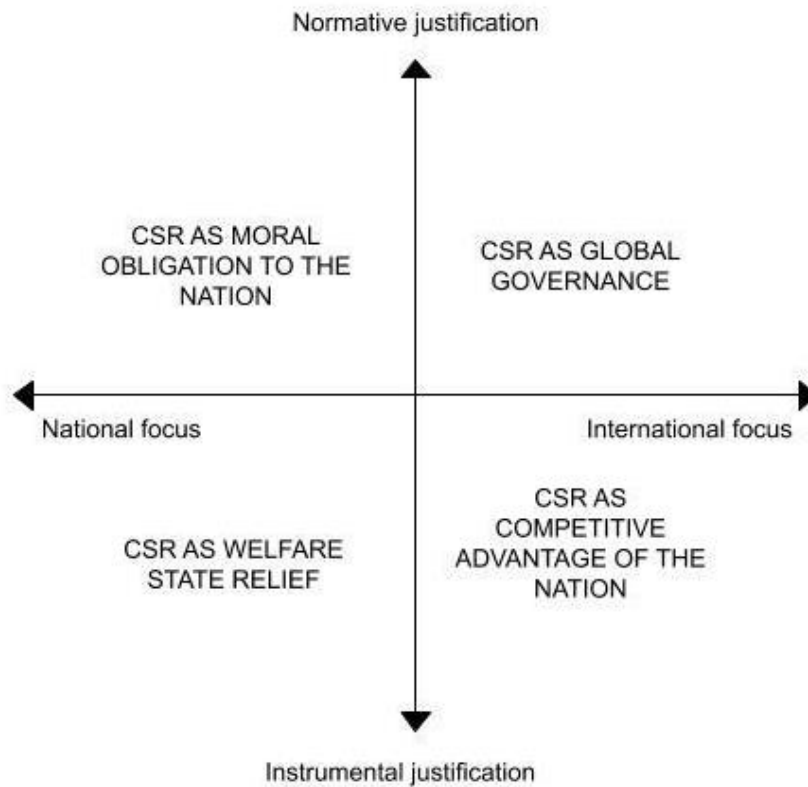 Normative justification
CSR AS MORAL
OBLIGATION TO THE
NATION
CSR AS GLOBAL
GOVERNANCE
National focus
International focus
CSR AS WELFARE
STATE RELIEF
CSR AS
COMPETITIVE
ADVANTAGE OF THE
NATION
Instrumental justification